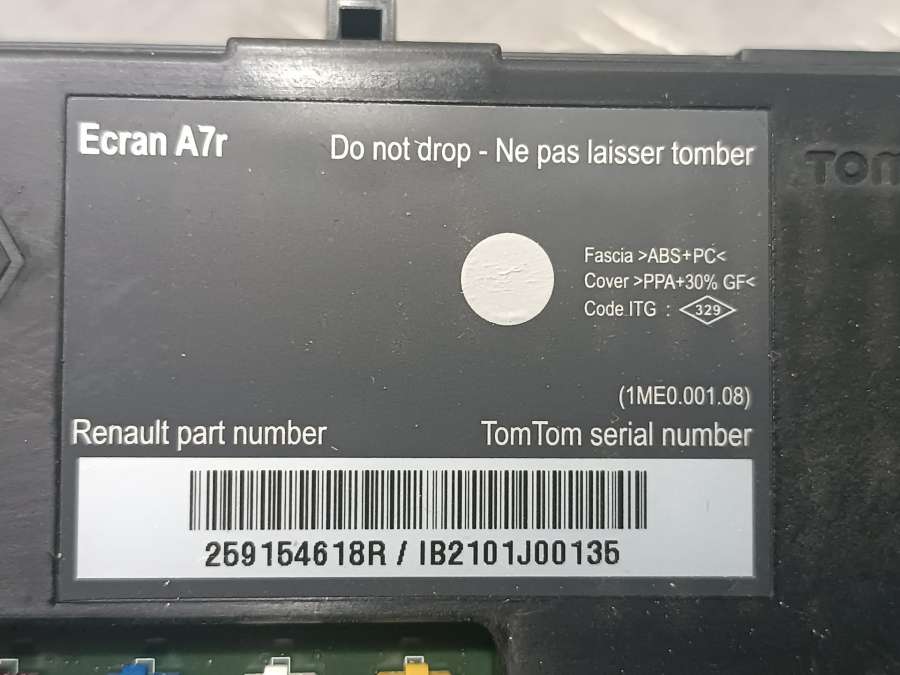 Ecran A7r
Do not drop - Ne pas laisser tomber
Fascia >ABS+PC<
Cover >PPA+30% GF<
Code ITG : 329
(1ME0.001.08)
Renault part number
TomTom serial number
259154618R / IB2101J00135
TOM